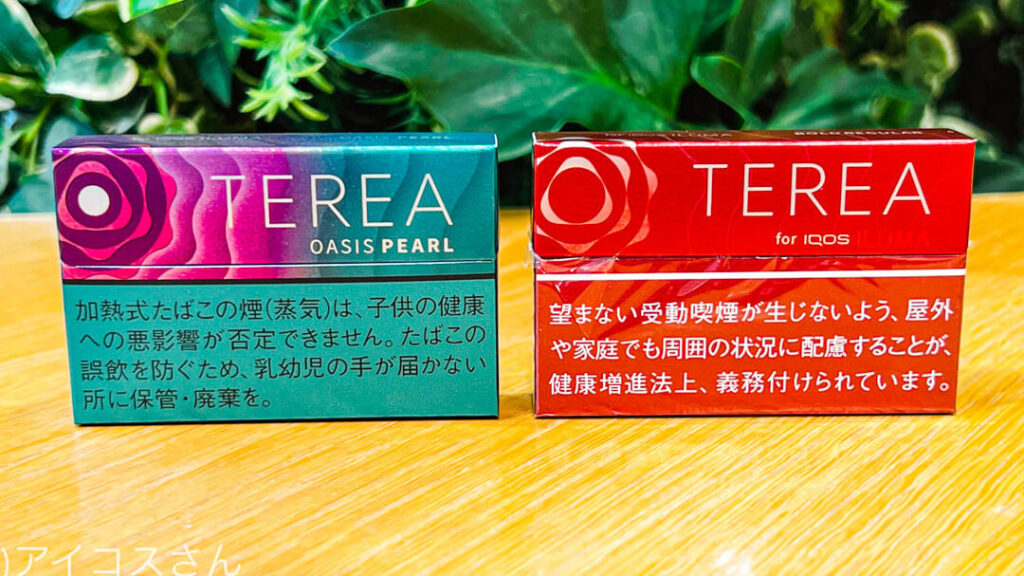 PEARL
TEREA
OASIS PEARL
加熱式たばこの煙(蒸気)は、子供の健康
への悪影響が否定できません。たばこの
誤飲を防ぐため、乳幼児の手が届かない
所に保管・廃棄を。
BOLD REGULAR
TEREA
for IQOS ILUMA
望まない受動喫煙が生じないよう、屋外
や家庭でも周囲の状況に配慮することが、
健康増進法上、義務付けられています。
)アイコスさん